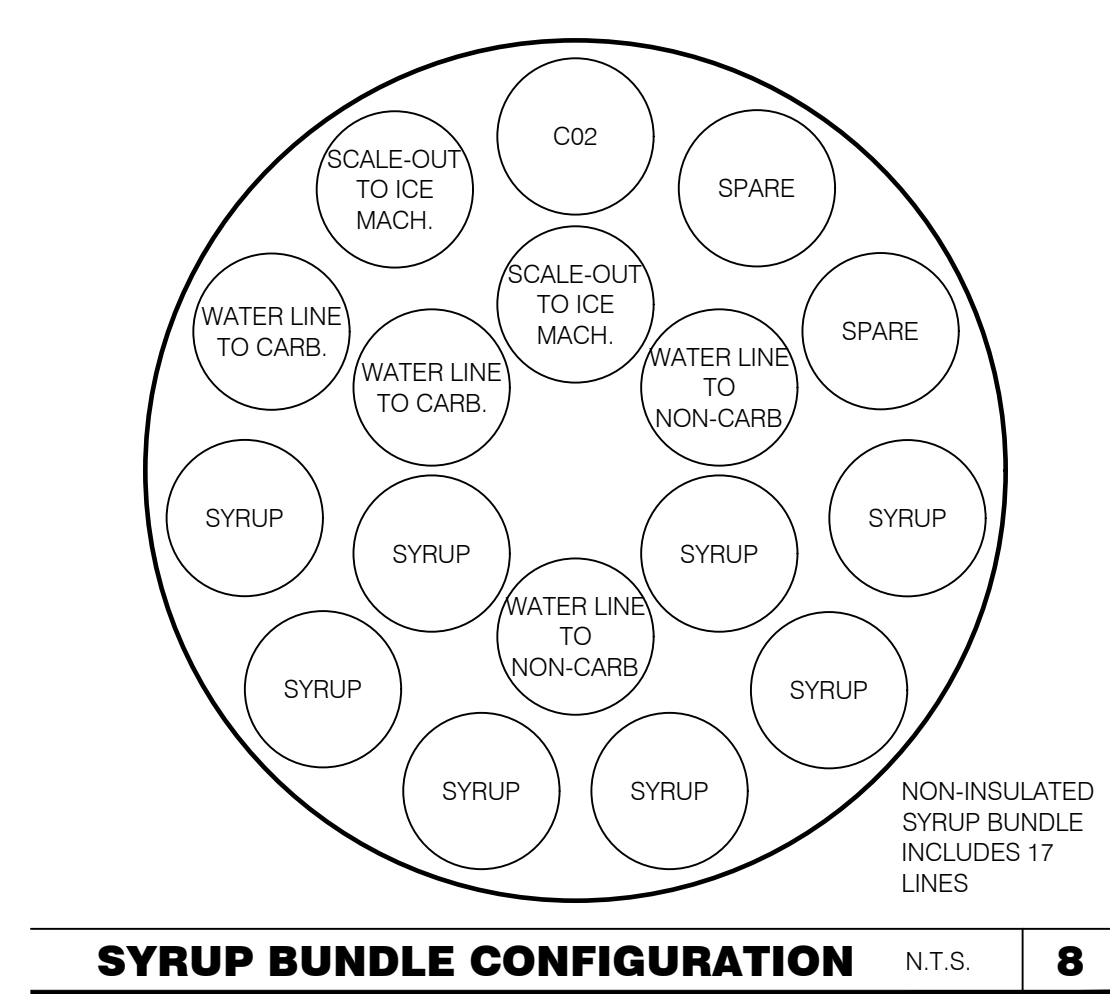 C02
SCALE-OUT
TO ICE
MACH.
SPARE
SCALE-OUT
TO ICE
MACH.
WATER LINE
TO CARB.
SPARE
WATER LINE
TO CARB.
WATER LINE
TO
NON-CARB
SYRUP
SYRUP
SYRUP
SYRUP
WATER LINE
TO
NON-CARB
SYRUP
SYRUP
SYRUP
SYRUP
NON-INSULATED
SYRUP BUNDLE
INCLUDES 17
LINES
SYRUP BUNDLE CONFIGURATION N.T.S. 8